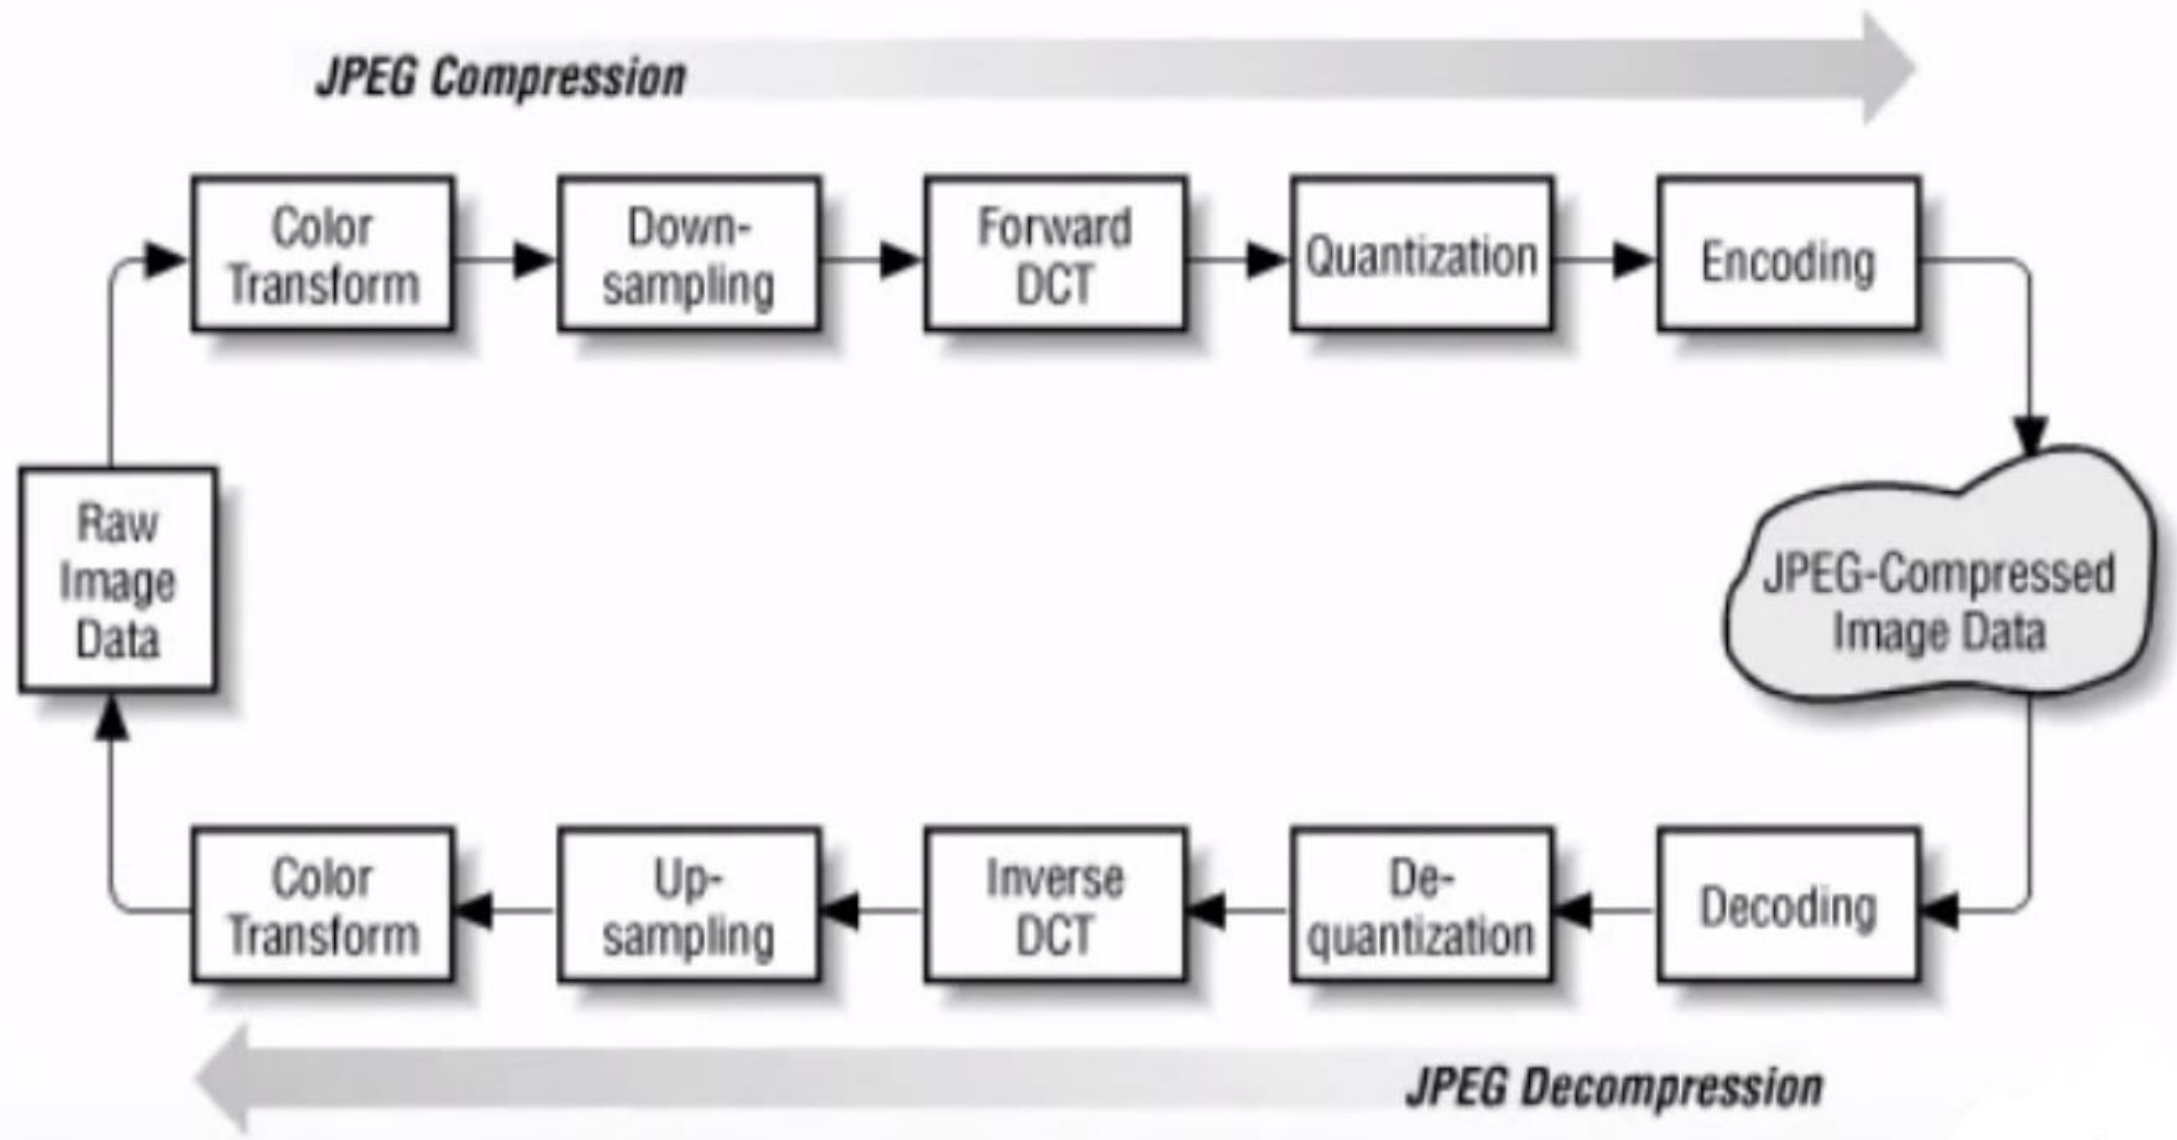 JPEG Compression
Color
Transform
Down-
sampling
Forward
DCT
Quantization
Encoding
Raw
Image
Data
JPEG-Compressed
Image Data
Color
Transform
Up-
sampling
Inverse
DCT
De-
quantization
Decoding
JPEG Decompression